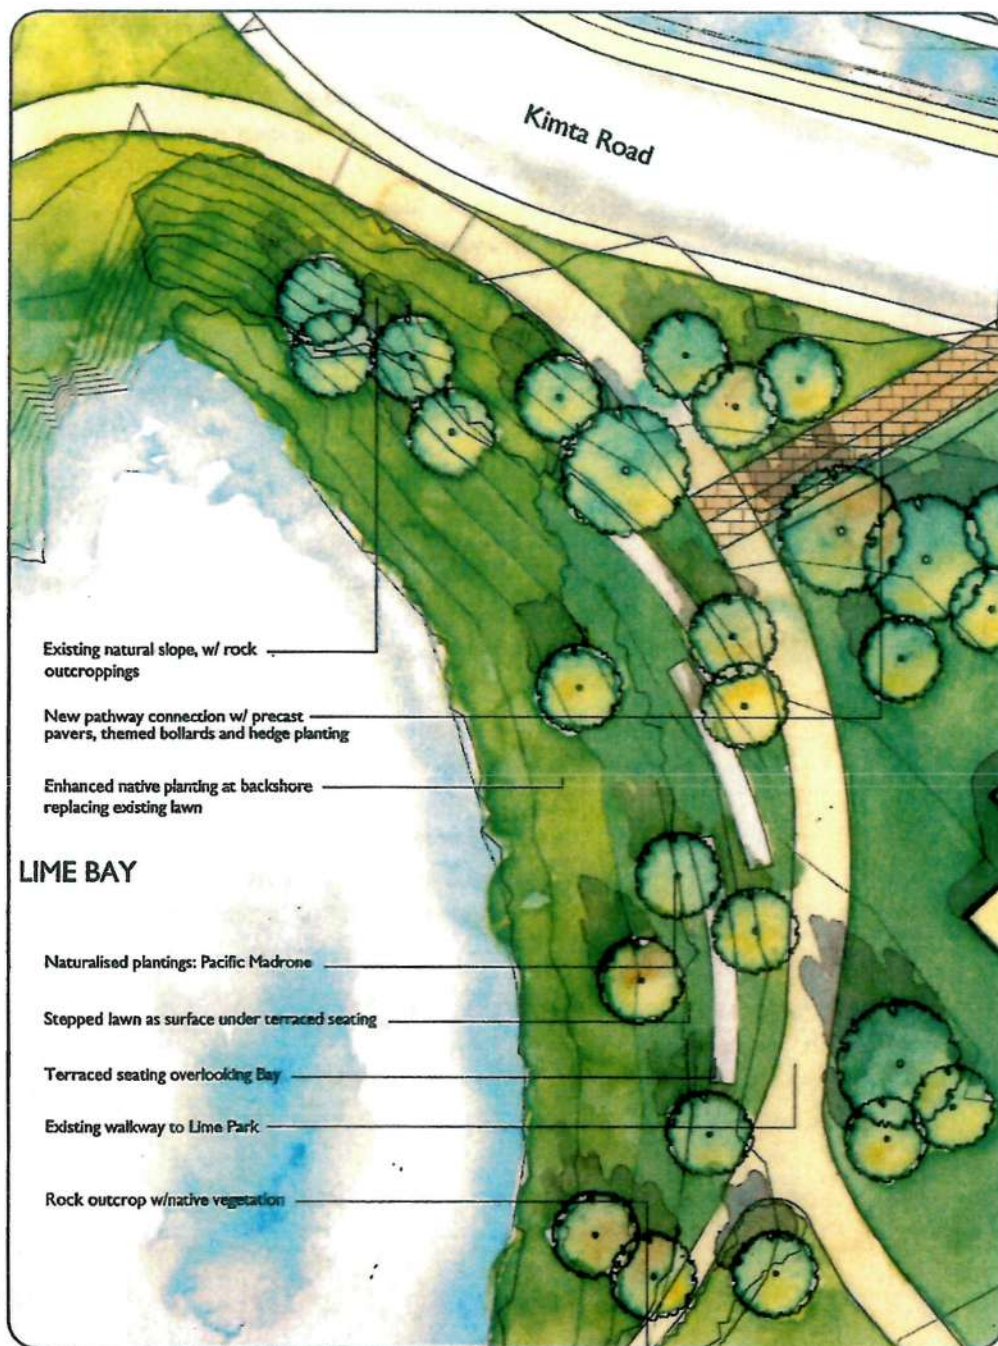 Kimta Road
Existing natural slope, w/ rock
outcroppings
New pathway connection w/ precast
pavers, themed bollards and hedge planting
Enhanced native planting at backshore
replacing existing lawn
LIME BAY
Naturalised plantings: Pacific Madrone
Stepped lawn as surface under terraced seating
Terraced seating overlooking Bay
Existing walkway to Lime Park
Rock outcrop w/native vegetation